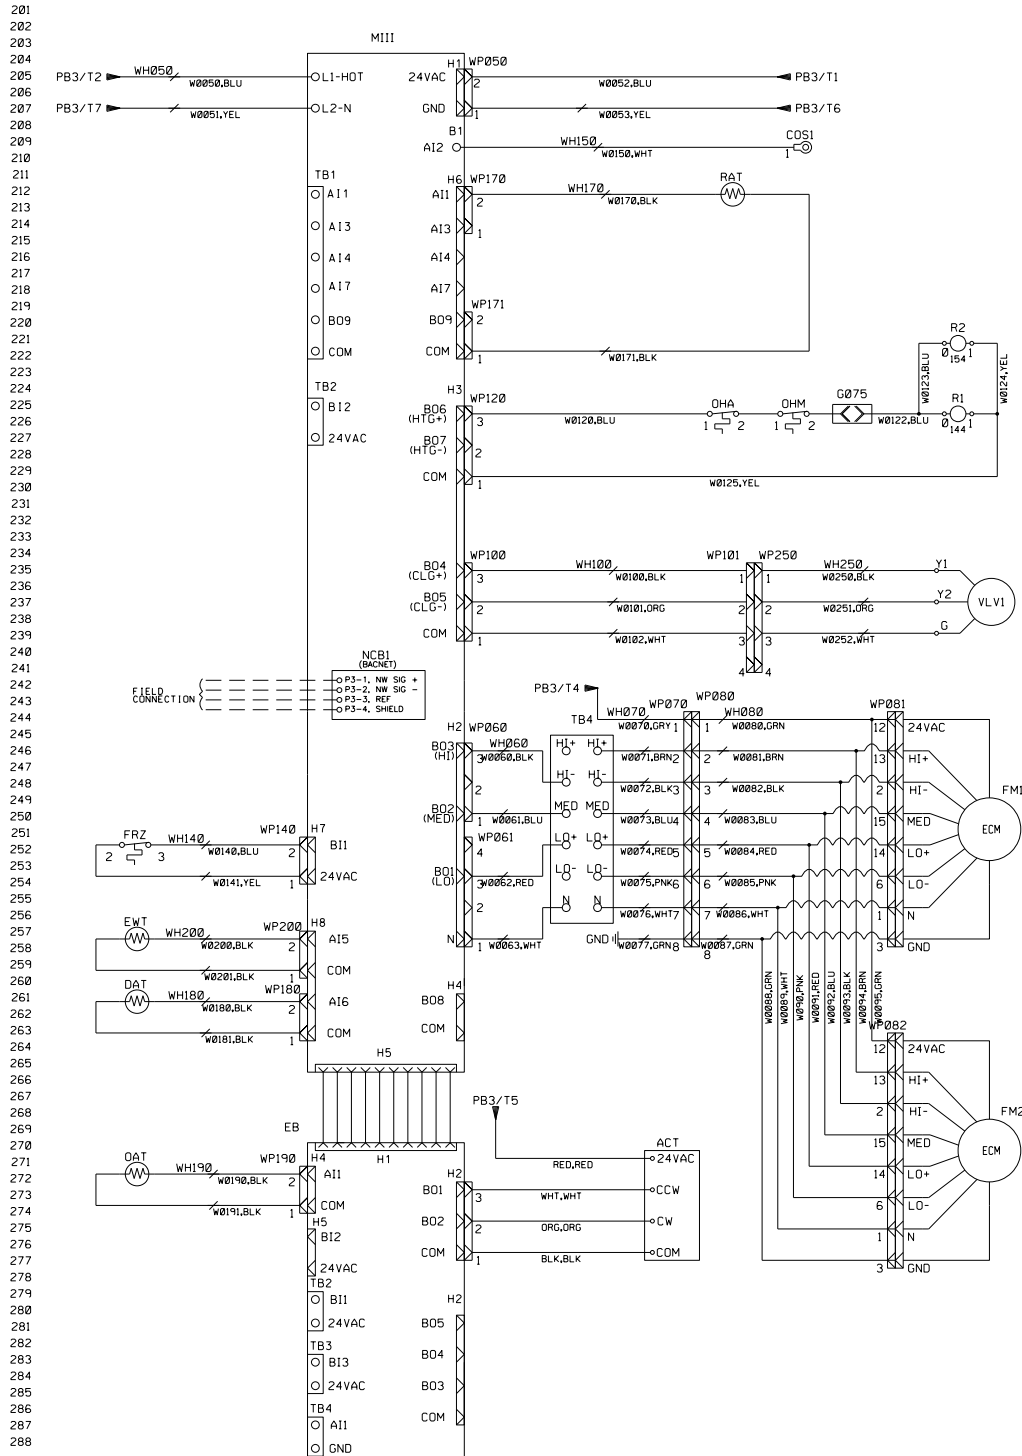 201
202
203
MIII
204
H1 WP050
205 PB3/T2 WH050 W0050,BLU L1-HOT 24VAC 2 W0052,BLU PB3/T1
206
207 PB3/T7 W0051,YEL L2-N GND 1 W0053,YEL PB3/T6
208
B1
209 AI2 WH150 W0150,WHT 1 COS1
210
211 TB1 H6 WP170 RAT
212 AI1 AI1 2 WH170 W0170,BLK
213
214 AI3 AI3 1
215
216 AI4 AI4
217
218 AI7 AI7
219 WP171
220 BO9 BO9 2
221 R2
222 COM COM 1 W0171,BLK 0 154 1
223 W0123,BLU W0124,YEL
224 TB2 H3
225 BI2 BO6 (HTG+) WP120 3 OHA OHM G075 R1
226 W0120,BLU 1 2 1 2 W0122,BLU 0 144 1
227 24VAC BO7 (HTG-) 2
228
229 COM 1
230 W0125,YEL
231
232
233
234 WP100 WP101 WP250
235 BO4 (CLG+) 3 WH100 W0100,BLK 1 1 WH250 W0250,BLK Y1
236
237 BO5 (CLG-) 2 W0101,ORG 2 2 W0251,ORG Y2 VLV1
238
239 COM 1 W0102,WHT 3 3 W0252,WHT G
240 NCB1 (BACNET)
241 4 4
242 P3-1, NW SIG + PB3/T4
P3-2, NW SIG -
243 FIELD CONNECTION P3-3, REF WP080
P3-4, SHIELD
244 TB4 WH070 W0070,GRY WP070 1 1 WH080 W0080,GRN WP081 12 24VAC
245 H2 WP060
246 BO3 (HI) 3 WH060 W0060,BLK HI+ HI+ W0071,BRN 2 2 W0081,BRN 13 HI+
247
248 2 HI- HI- W0072,BLK 3 3 W0082,BLK 2 HI- FM1
249
250 BO2 (MED) 1 W0061,BLU MED MED W0073,BLU 4 4 W0083,BLU 15 MED ECM
251 FRZ WP140 H7 WP061
252 2 3 WH140 W0140,BLU 2 BI1 4 LO+ LO+ W0074,RED 5 5 W0084,RED 14 LO+
253
254 W0141,YEL 1 24VAC BO1 (LO) 3 W0062,RED LO- LO- W0075,PNK 6 6 W0085,PNK 6 LO-
255
256 2 N N W0076,WHT 7 7 W0086,WHT 1 N
257 EWT WP200 H8
258 WH200 W0200,BLK 2 AI5 N 1 W0063,WHT GND W0077,GRN 8 8 W0087,GRN 3 GND
259
260 W0201,BLK 1 COM
261 DAT WP180 H4
262 WH180 W0180,BLK 2 AI6 BO8 W0088,GRN W0089,WHT W090,PNK W0091,RED W0092,BLU W0093,BLK W0094,BRN W0095,GRN
263 W0181,BLK 1 COM COM WP082
264
265 H5 12 24VAC
266
267 13 HI+
268 PB3/T5
269 EB 2 HI- FM2
270 H1 ACT
271 OAT WP190 H4 RED,RED 24VAC 15 MED ECM
272 WH190 W0190,BLK 2 AI1 H2 14 LO+
273 BO1 3 WHT,WHT CCW
274 W0191,BLK 1 COM 6 LO-
275 H5 BO2 2 ORG,ORG CW 1 N
276 BI2
277 COM 1 BLK,BLK COM
278 24VAC 3 GND
279 TB2
280 BI1 H2
281 24VAC BO5
282 TB3
283 BI3 BO4
284
285 24VAC BO3
286 TB4
287 AI1 COM
288 GND